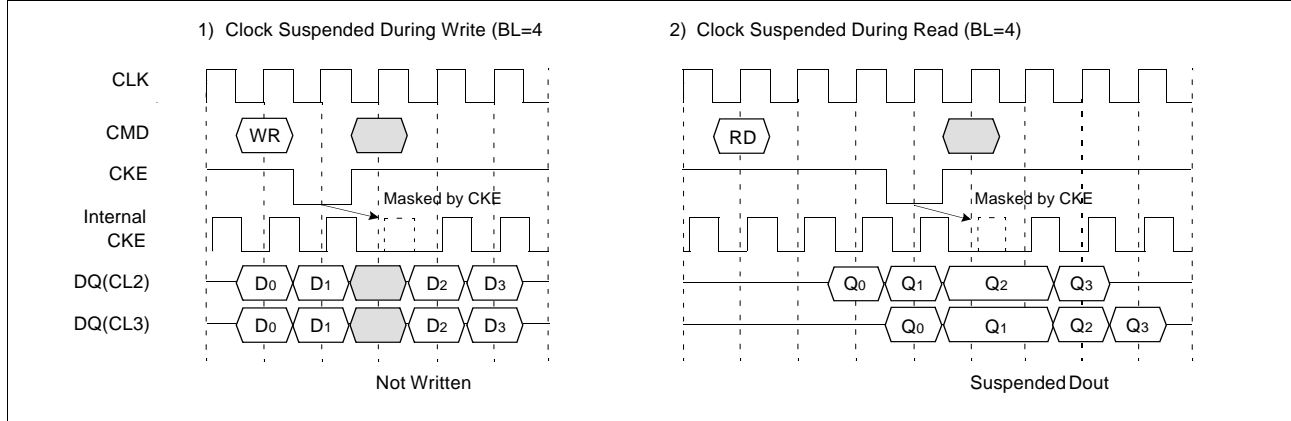 1) Clock Suspended During Write (BL=4 2) Clock Suspended During Read (BL=4)
CLK
CMD WR RD
CKE
Masked by CKE Masked by CKE
Internal
CKE
DQ(CL2) D0 D1 D2 D3 Q0 Q1 Q2 Q3
DQ(CL3) D0 D1 D2 D3 Q0 Q1 Q2 Q3
Not Written Suspended Dout